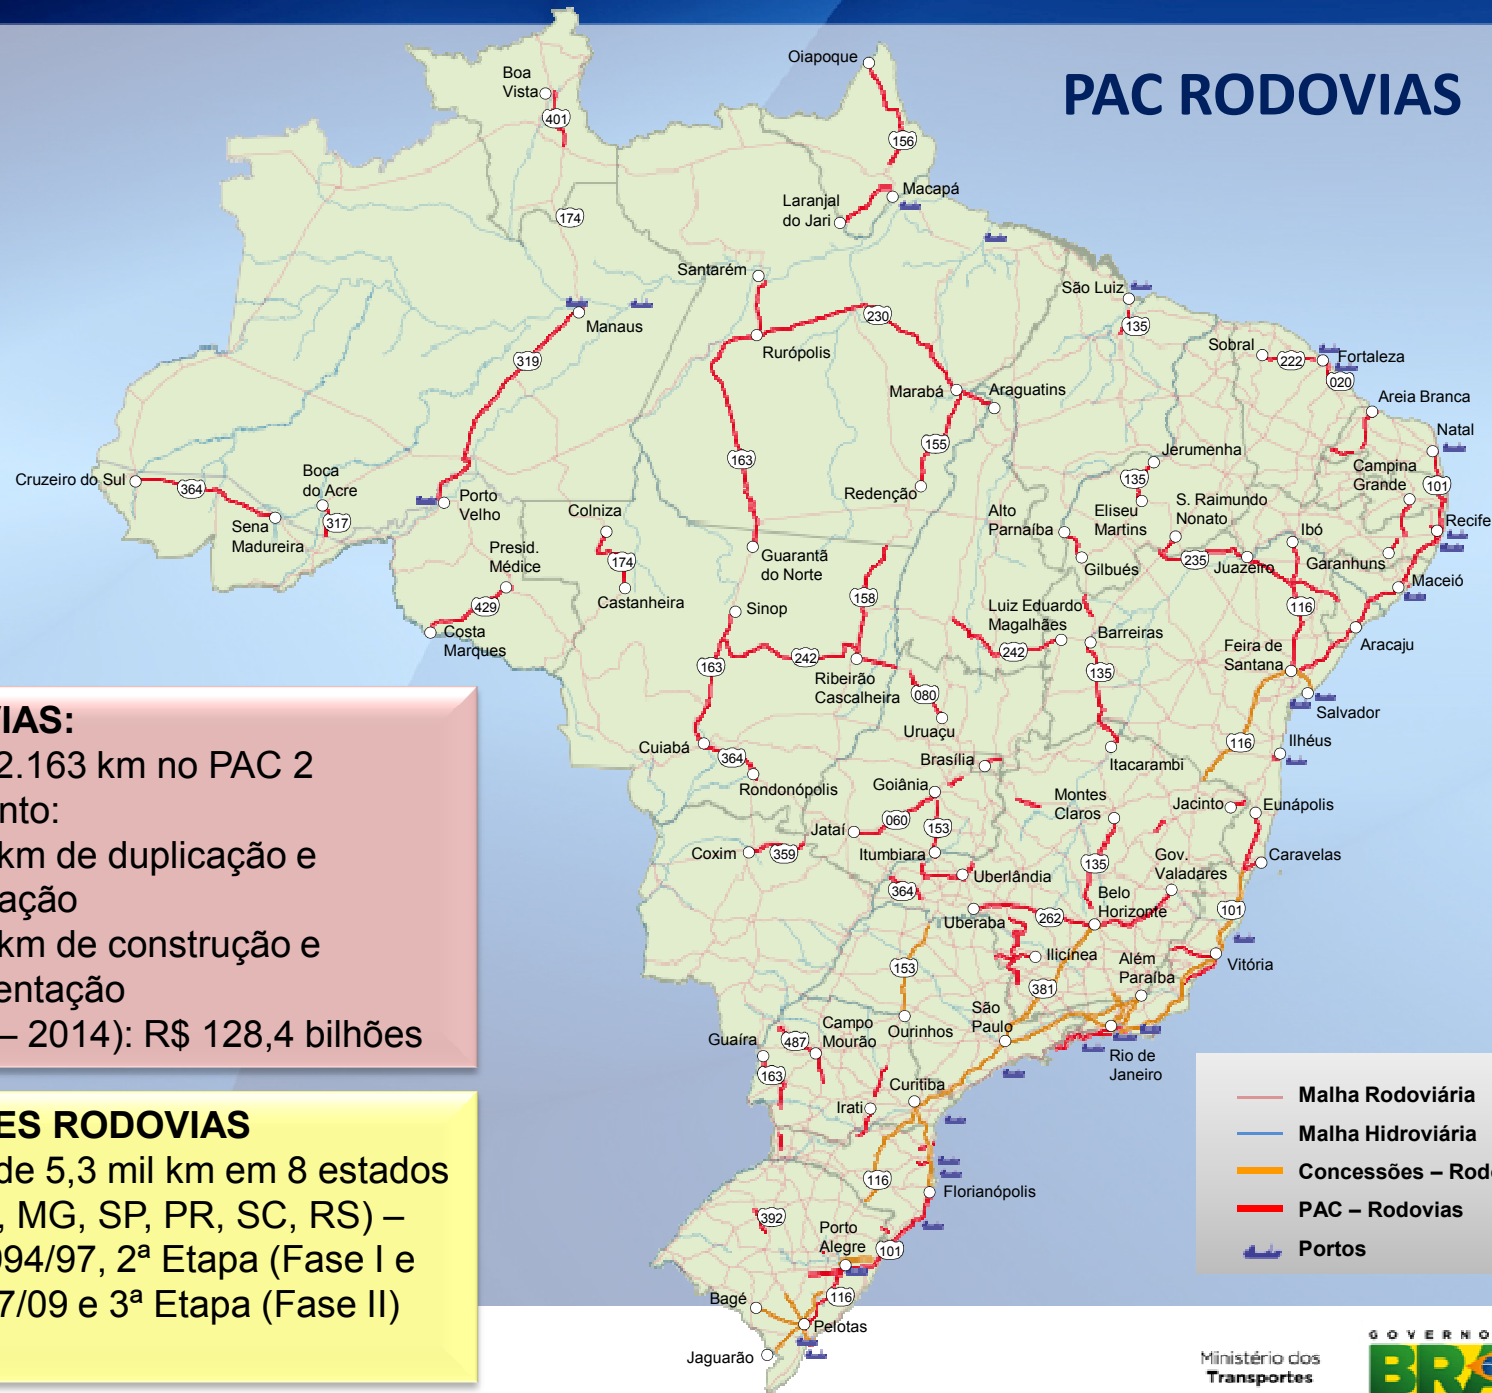 PAC RODOVIAS
Oiapoque
Boa
Vista
401
156
Laranjal
do Jari
Macapá
174
Santarém
São Luiz
Manaus
230
135
319
Rurópolis
Sobral
222
Fortaleza
020
Marabá
Araguatins
Areia Branca
155
Natal
163
Jerumenha
Campina
Grande
Cruzeiro do Sul
364
Boca
do Acre
Porto
Velho
Redenção
135
101
317
Sena
Madureira
Colniza
Alto
Parnaíba
Eliseu
Martins
S. Raimundo
Nonato
Ibó
Recife
Presid.
Médice
174
Guarantã
do Norte
Gilbués
235
Juazeiro
Garanhuns
429
Castanheira
Sinop
158
Luiz Eduardo
Magalhães
116
Maceió
Costa
Marques
163
242
Ribeirão
Cascalheira
242
Barreiras
Feira de
Santana
Aracaju
080
135
Salvador
Uruaçu
Cuiabá
364
Brasília
Itacarambi
116
Ilhéus
Rondonópolis
Goiânia
Montes
Claros
Jacinto
Eunápolis
Jataí
060
153
Coxim
359
Itumbiara
135
Gov.
Valadares
Caravelas
364
Uberlândia
Belo
Horizonte
Uberaba
262
101
153
Ilicínea
Além
Paraíba
Vitória
381
São
Paulo
Guaíra
487
Campo
Mourão
Ourinhos
Rio de
Janeiro
163
Curitiba
Irati
116
Florianópolis
392
Porto
Alegre
101
116
Bagé
Pelotas
Jaguarão
VIAS:
2.163 km no PAC 2
nto:
km de duplicação e
ação
km de construção e
entação
– 2014): R$ 128,4 bilhões
ES RODOVIAS
de 5,3 mil km em 8 estados
, MG, SP, PR, SC, RS) –
994/97, 2ª Etapa (Fase I e
7/09 e 3ª Etapa (Fase II)
Malha Rodoviária
Malha Hidroviária
Concessões – Rod
PAC – Rodovias
Portos
Ministério dos
Transportes
GOVERNO
BRA